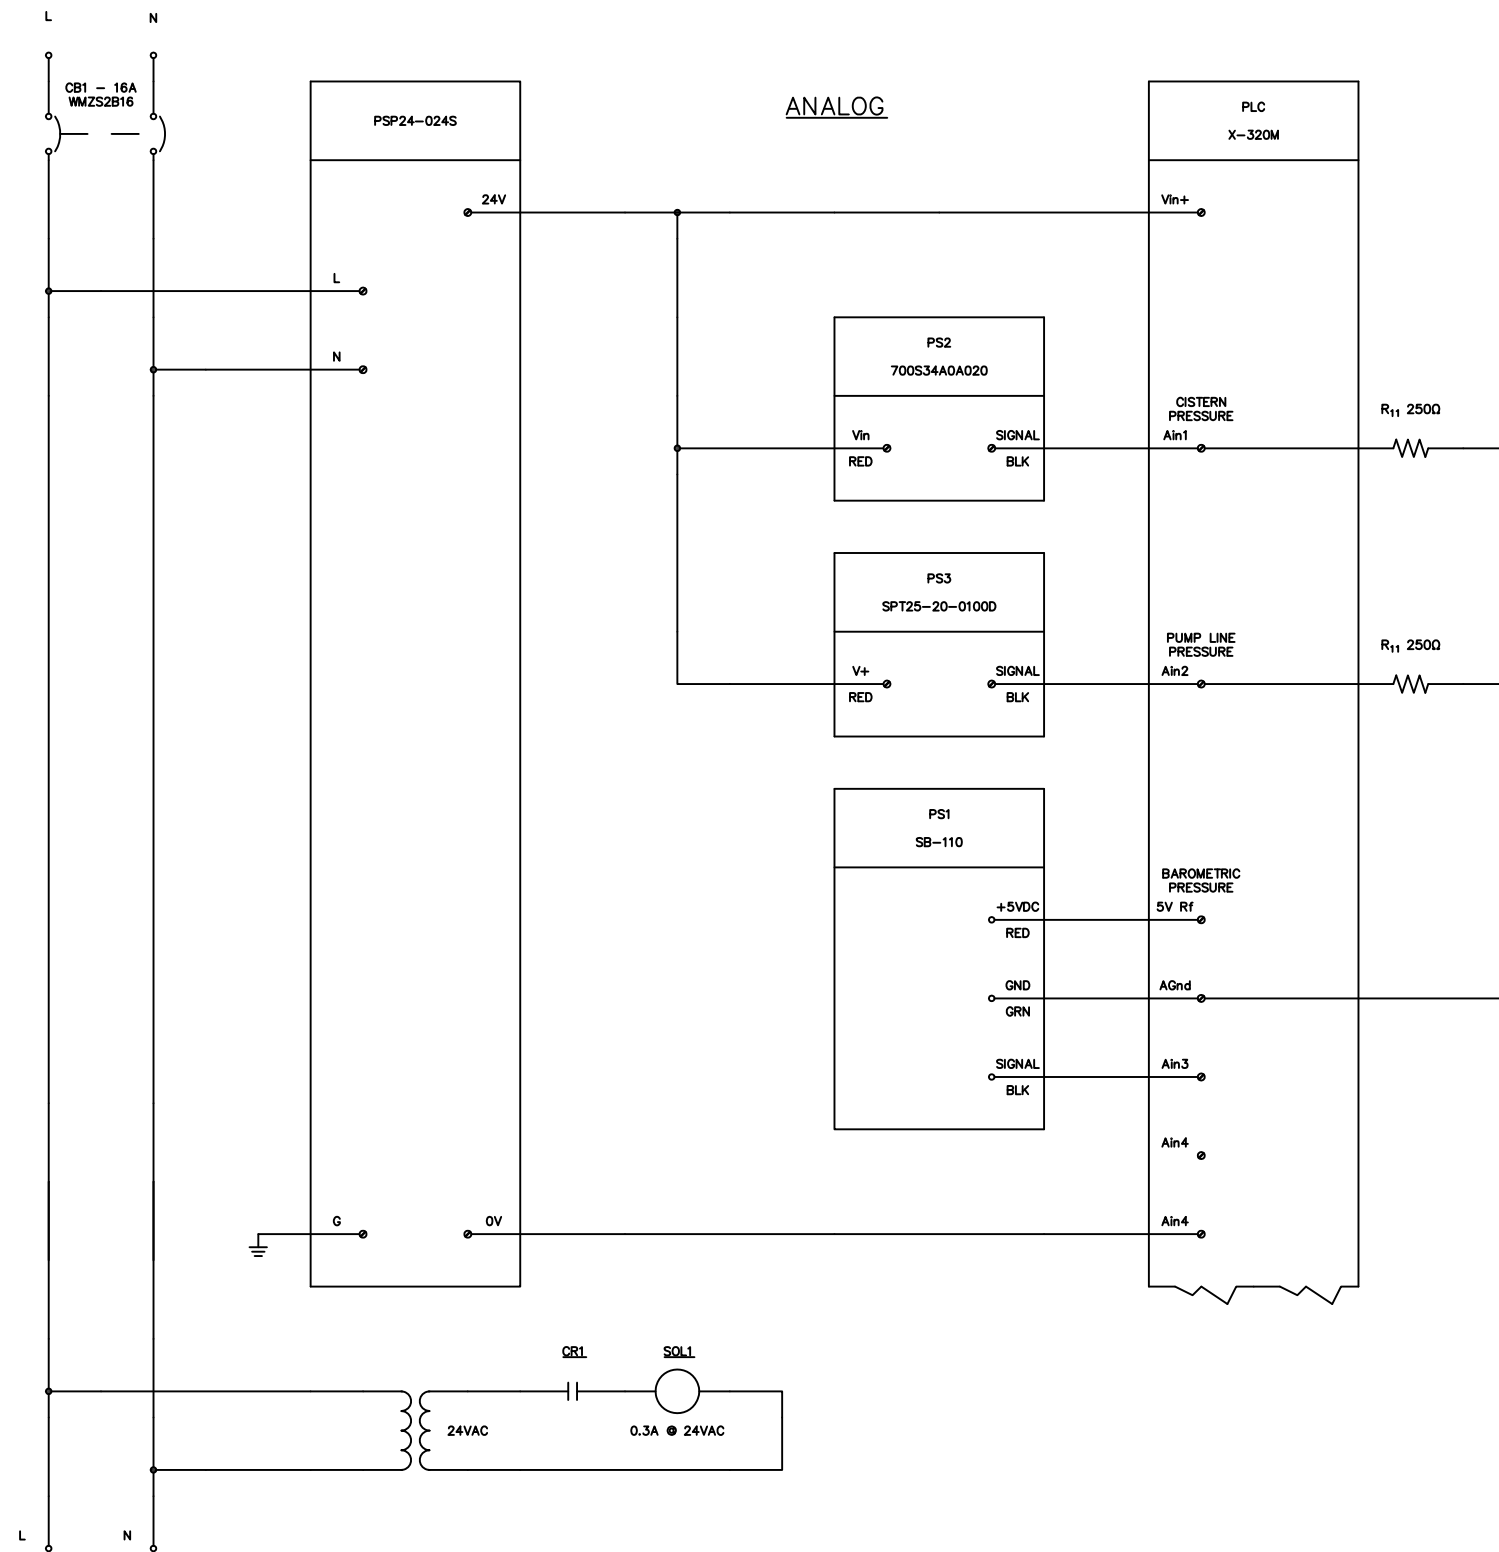 L
N
CB1 - 16A
WMZS2B16
PSP24-024S
ANALOG
PLC
X-320M
24V
Vin+
L
N
PS2
700S34A0A020
CISTERN
PRESSURE
R₁₁ 250Ω
Vin
SIGNAL
Ain1
RED
BLK
PS3
SPT25-20-0100D
PUMP LINE
PRESSURE
R₁₁ 250Ω
V+
SIGNAL
Ain2
RED
BLK
PS1
SB-110
BAROMETRIC
PRESSURE
+5VDC
5V Rf
RED
GND
AGnd
GRN
SIGNAL
Ain3
BLK
Ain4
G
0V
Ain4
CR1
SOL1
24VAC
0.3A @ 24VAC
L
N